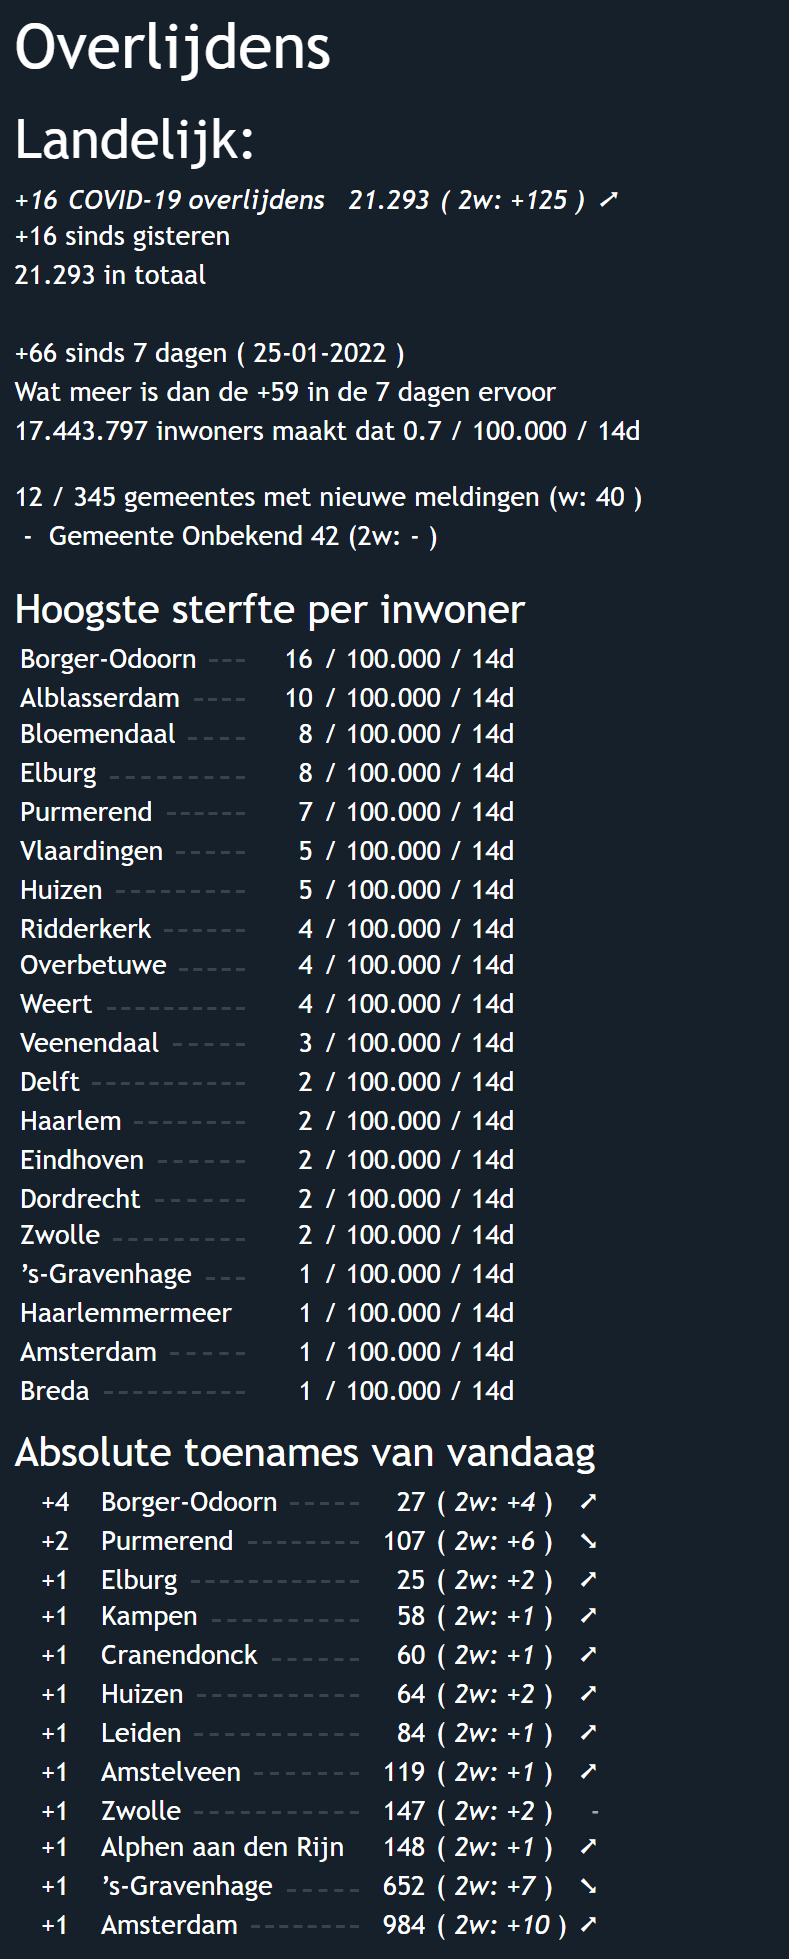 Overlijdens
Landelijk:
+16 COVID-19 overlijdens 21.293 ( 2w: +125 ) ➚
+16 sinds gisteren
21.293 in totaal
+66 sinds 7 dagen ( 25-01-2022 )
Wat meer is dan de +59 in de 7 dagen ervoor
17.443.797 inwoners maakt dat 0.7 / 100.000 / 14d
12 / 345 gemeentes met nieuwe meldingen (w: 40 )
- Gemeente Onbekend 42 (2w: - )
Hoogste sterfte per inwoner
Borger-Odoorn --- 16 / 100.000 / 14d
Alblasserdam ---- 10 / 100.000 / 14d
Bloemendaal ---- 8 / 100.000 / 14d
Elburg --------- 8 / 100.000 / 14d
Purmerend ------ 7 / 100.000 / 14d
Vlaardingen ----- 5 / 100.000 / 14d
Huizen --------- 5 / 100.000 / 14d
Ridderkerk ------ 4 / 100.000 / 14d
Overbetuwe ----- 4 / 100.000 / 14d
Weert ---------- 4 / 100.000 / 14d
Veenendaal ----- 3 / 100.000 / 14d
Delft ----------- 2 / 100.000 / 14d
Haarlem -------- 2 / 100.000 / 14d
Eindhoven ------ 2 / 100.000 / 14d
Dordrecht ------ 2 / 100.000 / 14d
Zwolle --------- 2 / 100.000 / 14d
’s-Gravenhage --- 1 / 100.000 / 14d
Haarlemmermeer 1 / 100.000 / 14d
Amsterdam ----- 1 / 100.000 / 14d
Breda ---------- 1 / 100.000 / 14d
Absolute toenames van vandaag
+4 Borger-Odoorn ----- 27 ( 2w: +4 ) ➚
+2 Purmerend -------- 107 ( 2w: +6 ) ➘
+1 Elburg ------------ 25 ( 2w: +2 ) ➚
+1 Kampen ---------- 58 ( 2w: +1 ) ➚
+1 Cranendonck ------ 60 ( 2w: +1 ) ➚
+1 Huizen ----------- 64 ( 2w: +2 ) ➚
+1 Leiden ----------- 84 ( 2w: +1 ) ➚
+1 Amstelveen ------- 119 ( 2w: +1 ) ➚
+1 Zwolle ----------- 147 ( 2w: +2 ) -
+1 Alphen aan den Rijn 148 ( 2w: +1 ) ➚
+1 ’s-Gravenhage ----- 652 ( 2w: +7 ) ➘
+1 Amsterdam -------- 984 ( 2w: +10 ) ➚